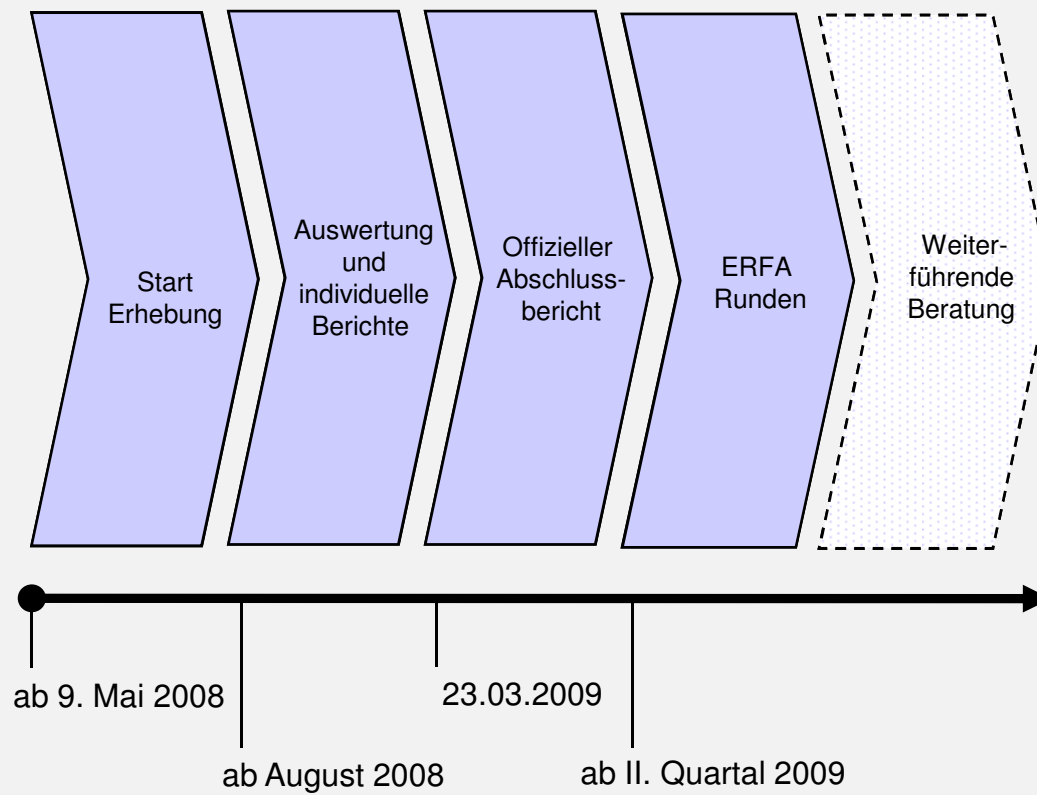 Start
Erhebung
Auswertung
und
individuelle
Berichte
Offizieller
Abschluss-
bericht
ERFA
Runden
Weiter-
führende
Beratung
ab 9. Mai 2008
ab August 2008
23.03.2009
ab II. Quartal 2009